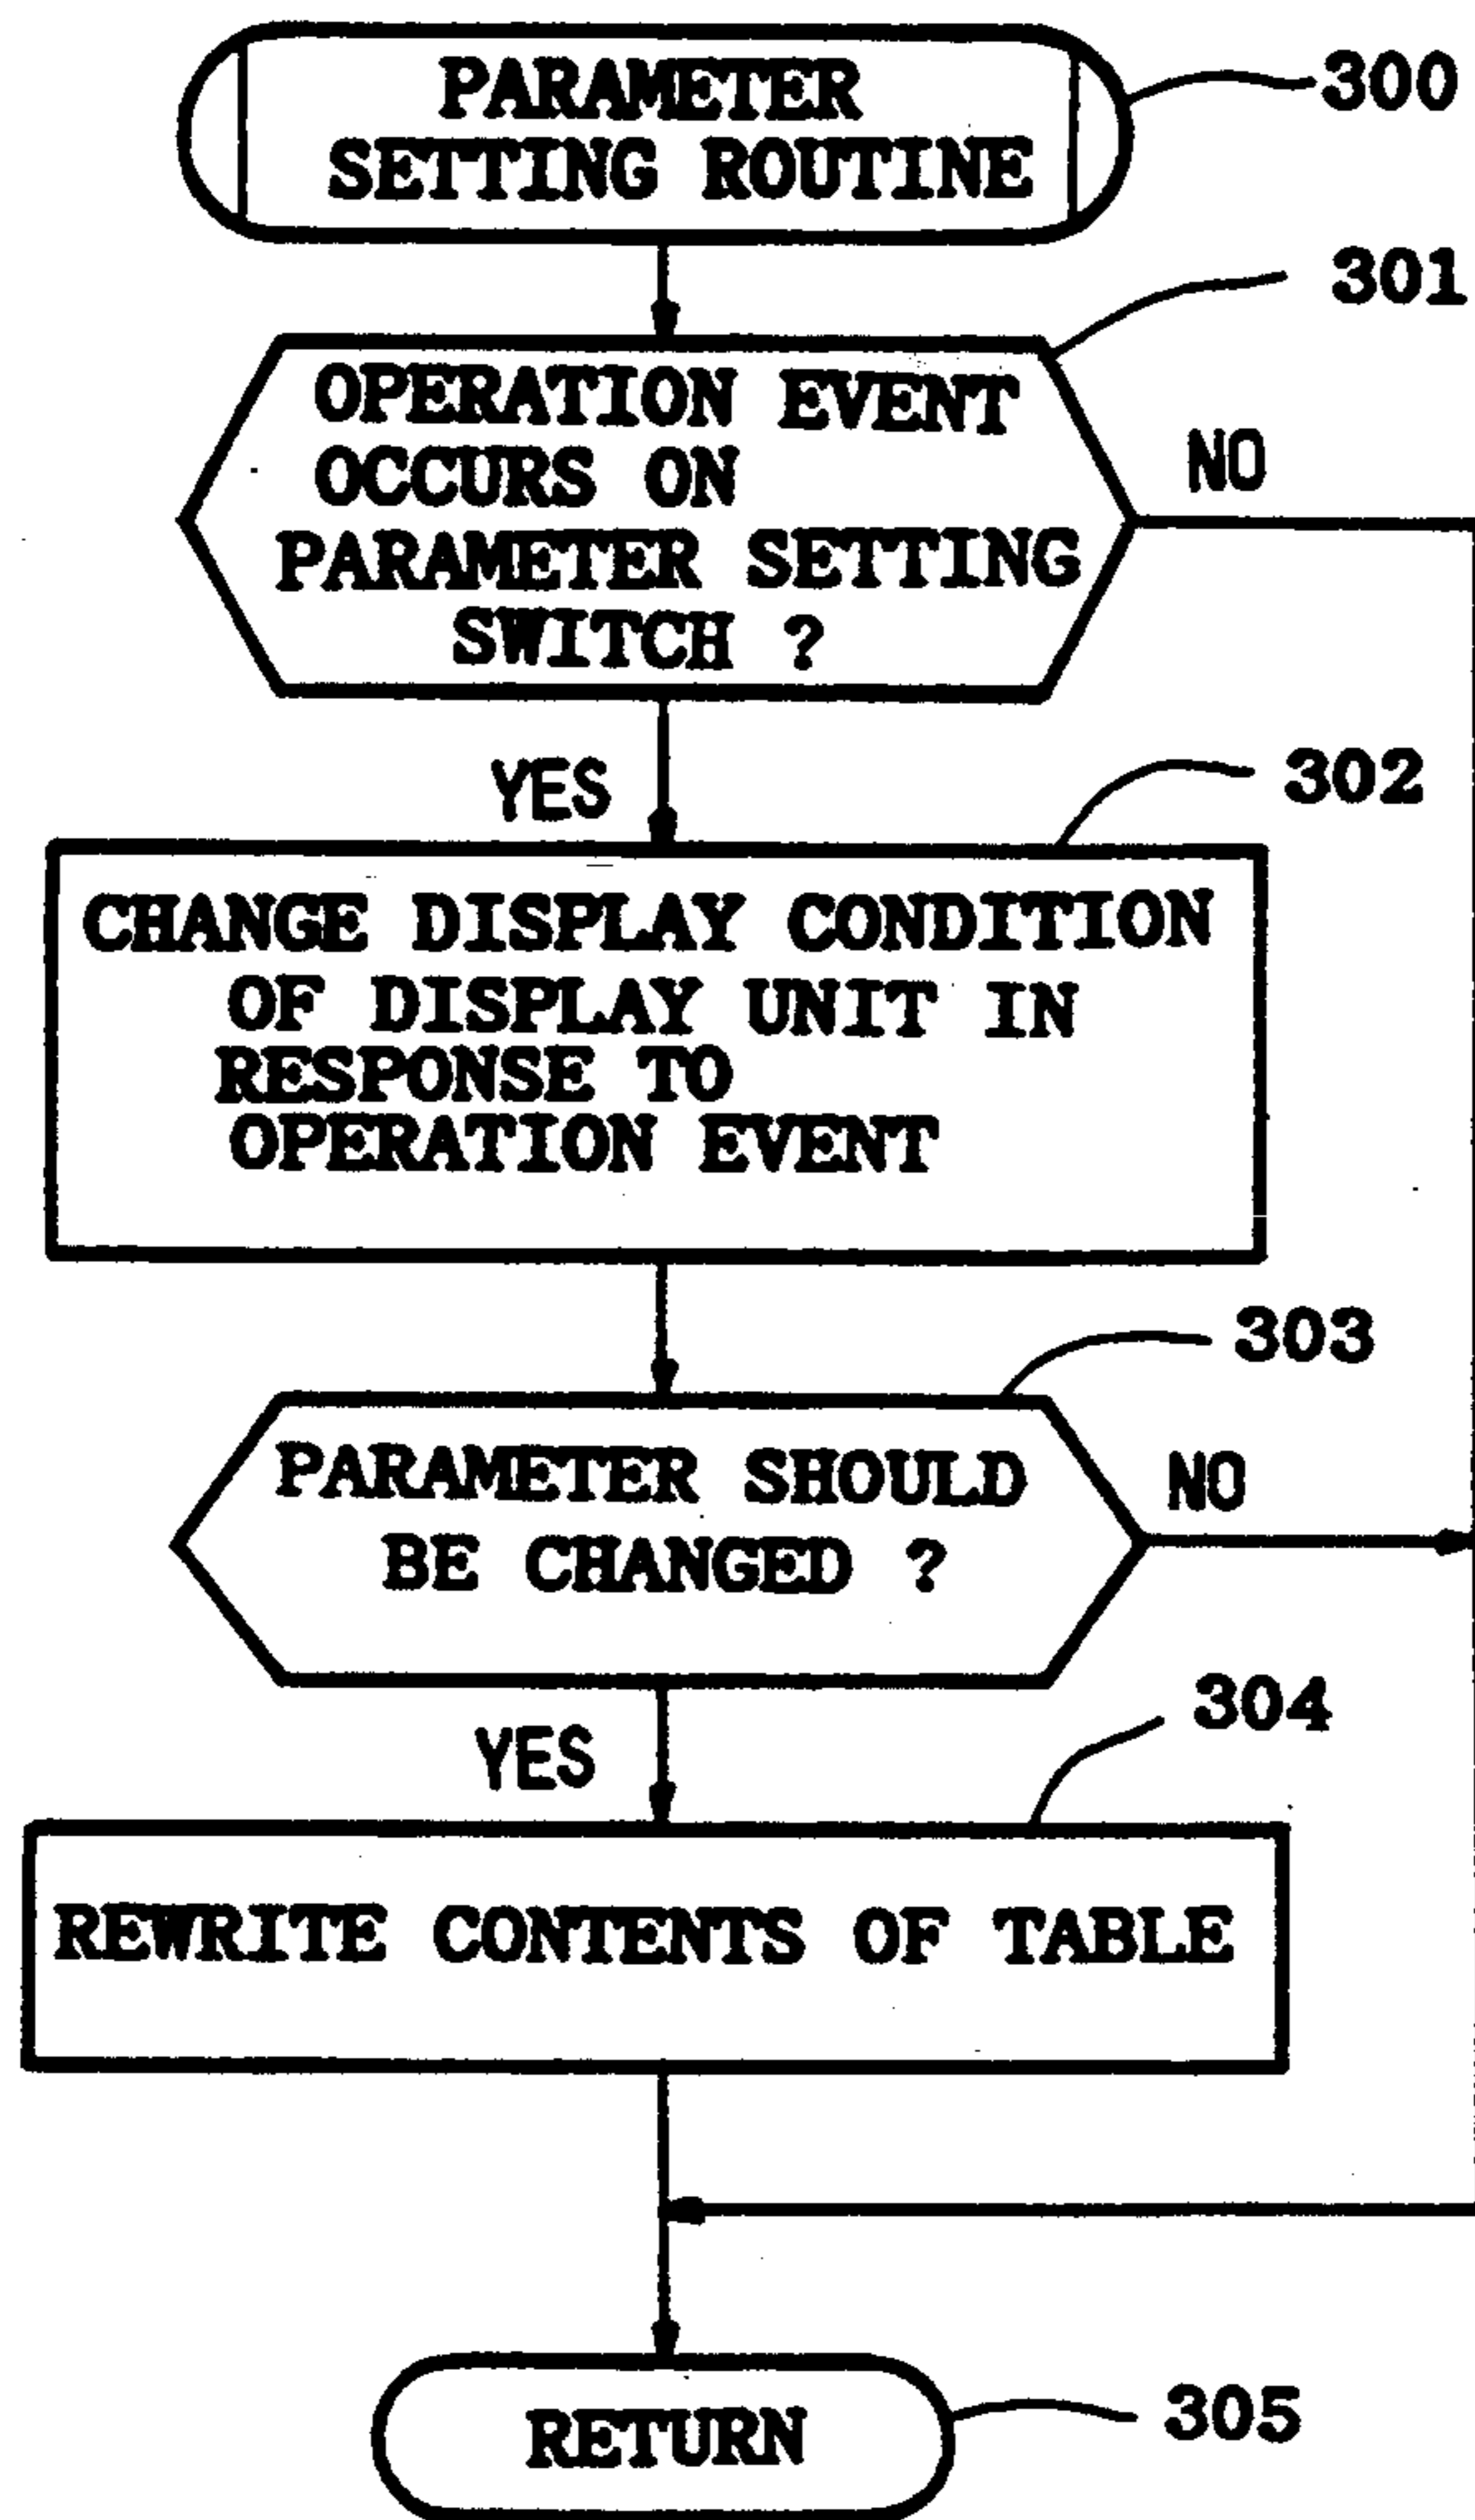 PARAMETER
SETTING ROUTINE
300
301
OPERATION EVENT
OCCURS ON
PARAMETER SETTING
SWITCH ?
NO
YES
302
CHANGE DISPLAY CONDITION
OF DISPLAY UNIT IN
RESPONSE TO
OPERATION EVENT
303
PARAMETER SHOULD
BE CHANGED ?
NO
YES
304
REWRITE CONTENTS OF TABLE
RETURN
305